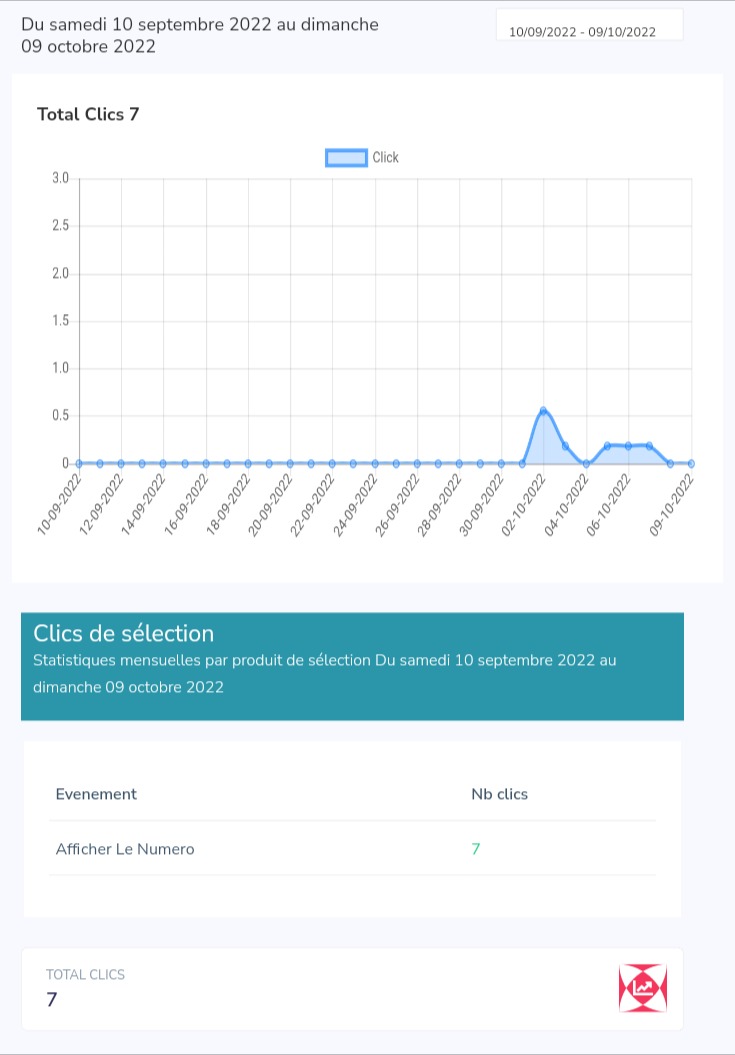 Du samedi 10 septembre 2022 au dimanche
09 octobre 2022
10/09/2022 - 09/10/2022
Total Clics 7
Click
3.0
2.5
2.0
1.5
1.0
0.5
0
10-09-2022
12-09-2022
14-09-2022
16-09-2022
18-09-2022
20-09-2022
22-09-2022
24-09-2022
26-09-2022
28-09-2022
30-09-2022
02-10-2022
04-10-2022
06-10-2022
09-10-2022
Clics de sélection
Statistiques mensuelles par produit de sélection Du samedi 10 septembre 2022 au
dimanche 09 octobre 2022
Evenement Nb clics
Afficher Le Numero 7
TOTAL CLICS
7